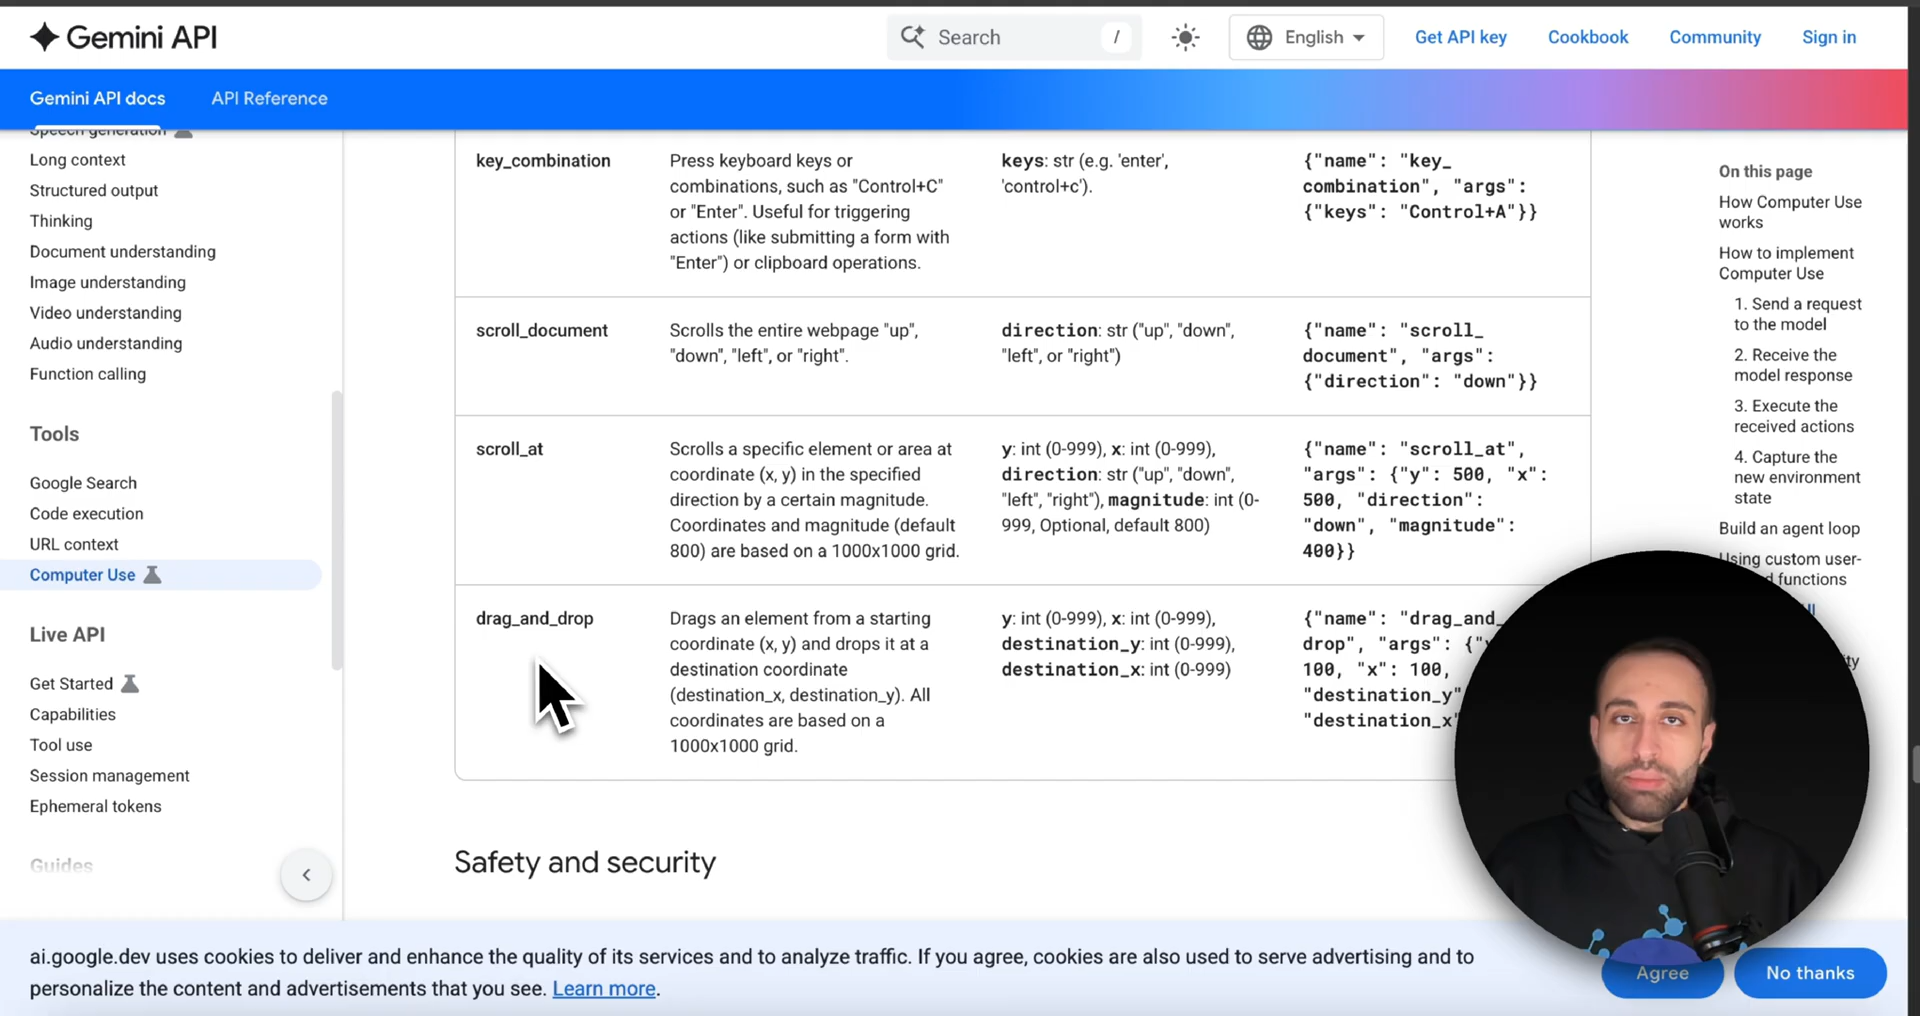 Gemini API
Search
/
English
Get API key
Cookbook
Community
Sign in
Gemini API docs
API Reference
Speech generation
Long context
Structured output
Thinking
Document understanding
Image understanding
Video understanding
Audio understanding
Function calling
Tools
Google Search
Code execution
URL context
Computer Use
Live API
Get Started
Capabilities
Tool use
Session management
Ephemeral tokens
Guides
key_combination
Press keyboard keys or
combinations, such as "Control+C"
or "Enter". Useful for triggering
actions (like submitting a form with
"Enter") or clipboard operations.
keys: str (e.g. 'enter',
'control+c').
{"name": "key_
combination", "args":
{"keys": "Control+A"}}
scroll_document
Scrolls the entire webpage "up",
"down", "left", or "right".
direction: str ("up", "down",
"left", or "right")
{"name": "scroll_
document", "args":
{"direction": "down"}}
scroll_at
Scrolls a specific element or area at
coordinate (x, y) in the specified
direction by a certain magnitude.
Coordinates and magnitude (default
800) are based on a 1000x1000 grid.
y: int (0-999), x: int (0-999),
direction: str ("up", "down",
"left", "right"), magnitude: int (0-
999, Optional, default 800)
{"name": "scroll_at",
"args": {"y": 500, "x":
500, "direction":
"down", "magnitude":
400}}
drag_and_drop
Drags an element from a starting
coordinate (x, y) and drops it at a
destination coordinate
(destination_x, destination_y). All
coordinates are based on a
1000x1000 grid.
y: int (0-999), x: int (0-999),
destination_y: int (0-999),
destination_x: int (0-999)
{"name": "drag_and_
drop", "args": {"
100, "x": 100,
"destination_y"
"destination_x"
Safety and security
On this page
How Computer Use
works
How to implement
Computer Use
1. Send a request
to the model
2. Receive the
model response
3. Execute the
received actions
4. Capture the
new environment
state
Build an agent loop
Using custom user-
functions
ai.google.dev uses cookies to deliver and enhance the quality of its services and to analyze traffic. If you agree, cookies are also used to serve advertising and to
personalize the content and advertisements that you see. Learn more.
Agree
No thanks